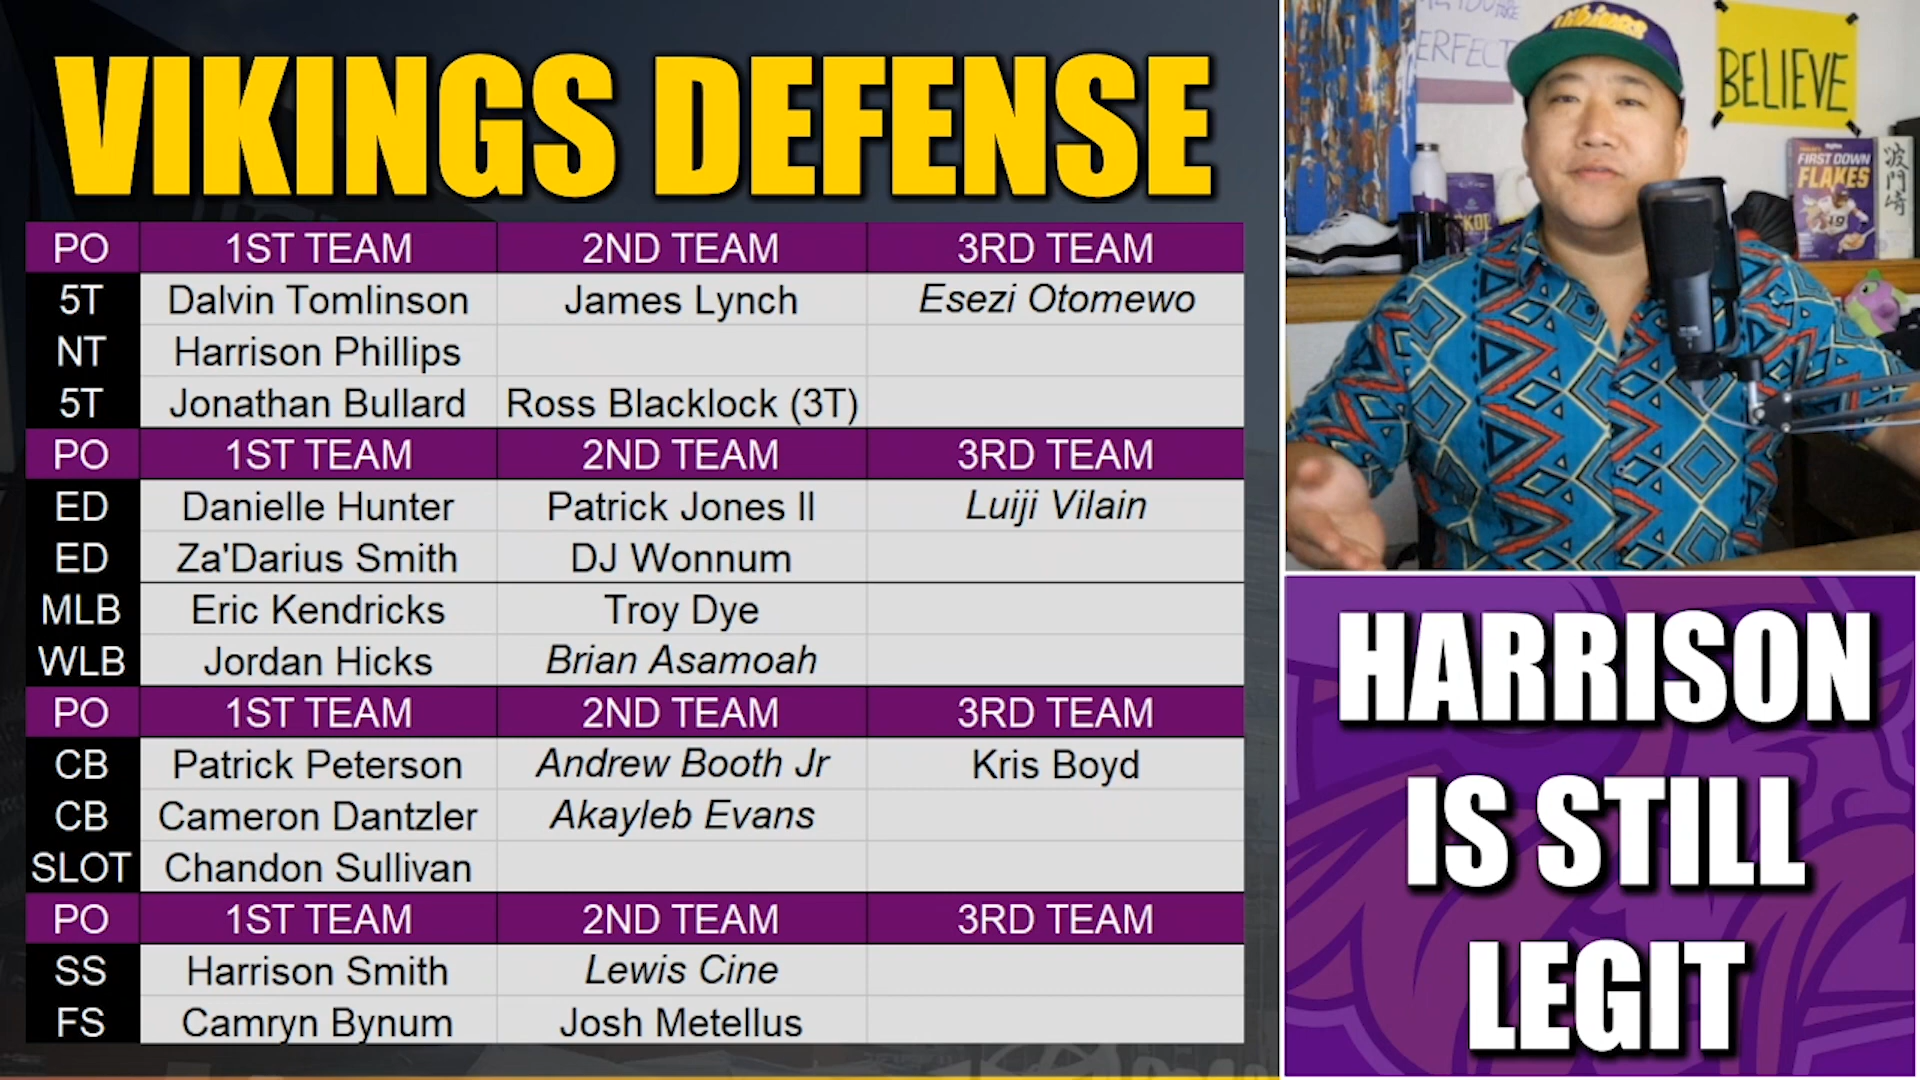 VIKINGS DEFENSE
PO 1ST TEAM 2ND TEAM 3RD TEAM
5T Dalvin Tomlinson James Lynch Esezi Otomewo
NT Harrison Phillips
5T Jonathan Bullard Ross Blacklock (3T)
PO 1ST TEAM 2ND TEAM 3RD TEAM
ED Danielle Hunter Patrick Jones II Luiji Vilain
ED Za'Darius Smith DJ Wonnum
MLB Eric Kendricks Troy Dye
WLB Jordan Hicks Brian Asamoah
PO 1ST TEAM 2ND TEAM 3RD TEAM
CB Patrick Peterson Andrew Booth Jr Kris Boyd
CB Cameron Dantzler Akayleb Evans
SLOT Chandon Sullivan
PO 1ST TEAM 2ND TEAM 3RD TEAM
SS Harrison Smith Lewis Cine
FS Camryn Bynum Josh Metellus
BELIEVE
FIRST DOWN
FLAKES
19
HARRISON
IS STILL
LEGIT